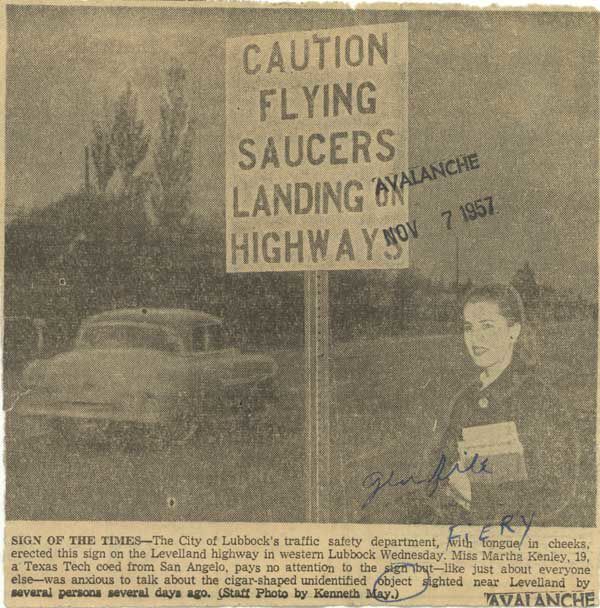 CAUTION
FLYING
SAUCERS
LANDING ON
HIGHWAYS
AVALANCHE
NOV 7 1957
gen file
FIERY
SIGN OF THE TIMES—The City of Lubbock's traffic safety department, with tongue in cheeks,
erected this sign on the Levelland highway in western Lubbock Wednesday. Miss Martha Kenley, 19,
a Texas Tech coed from San Angelo, pays no attention to the sign but—like just about everyone
else—was anxious to talk about the cigar-shaped unidentified object sighted near Levelland by
several persons several days ago. (Staff Photo by Kenneth May.)
AVALANCHE